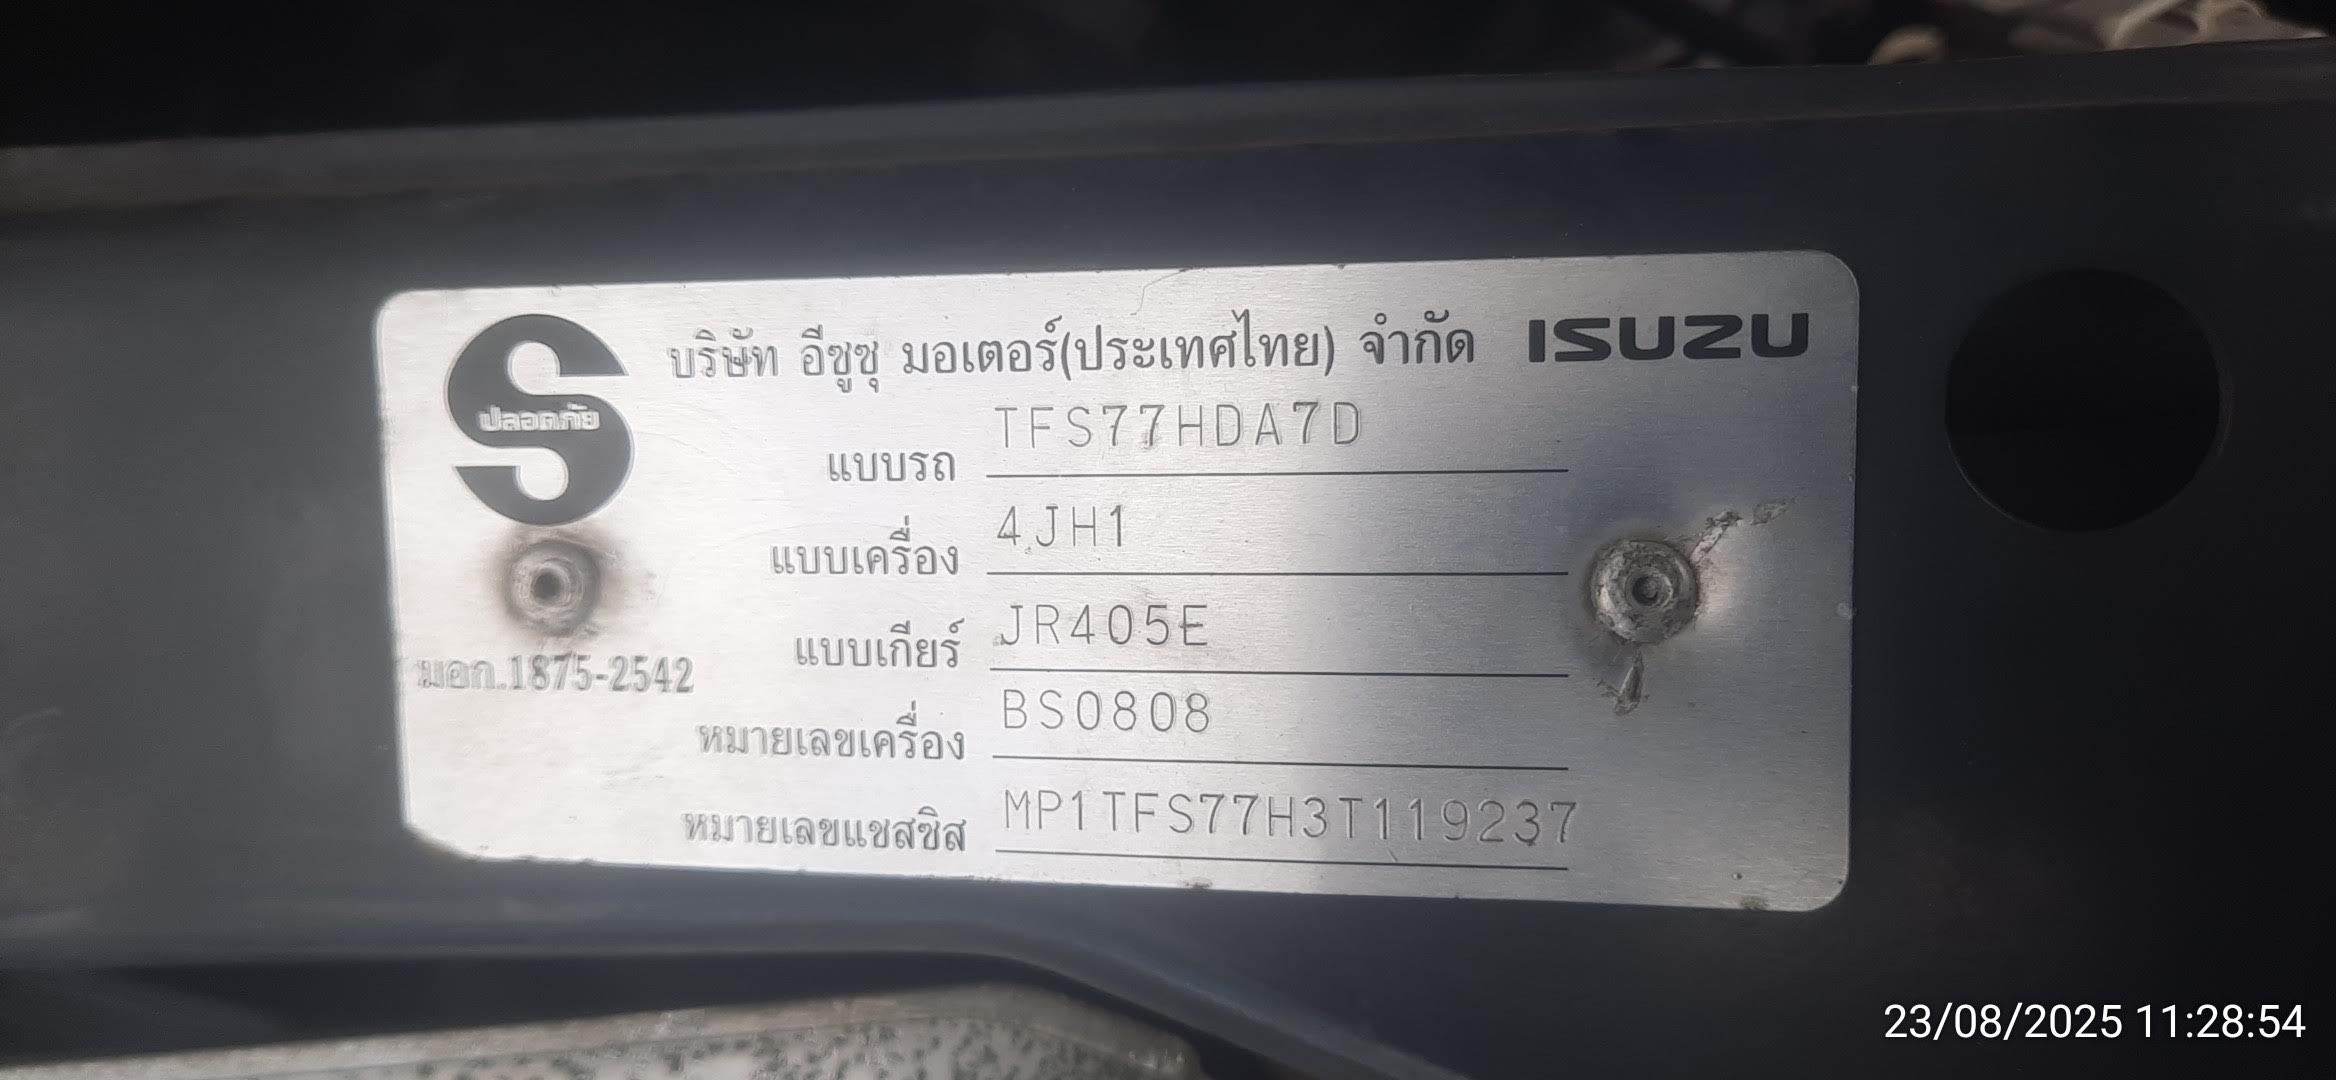 บริษัท อีซูซุ มอเตอร์(ประเทศไทย) จำกัด ISUZU
ปลอดภัย
แบบรถ TFS77HDA7D
แบบเครื่อง 4JH1
แบบเกียร์ JR405E
มอก.1875-2542
หมายเลขเครื่อง BS0808
หมายเลขแชสซิส MP1TFS77H3T119237
23/08/2025 11:28:54